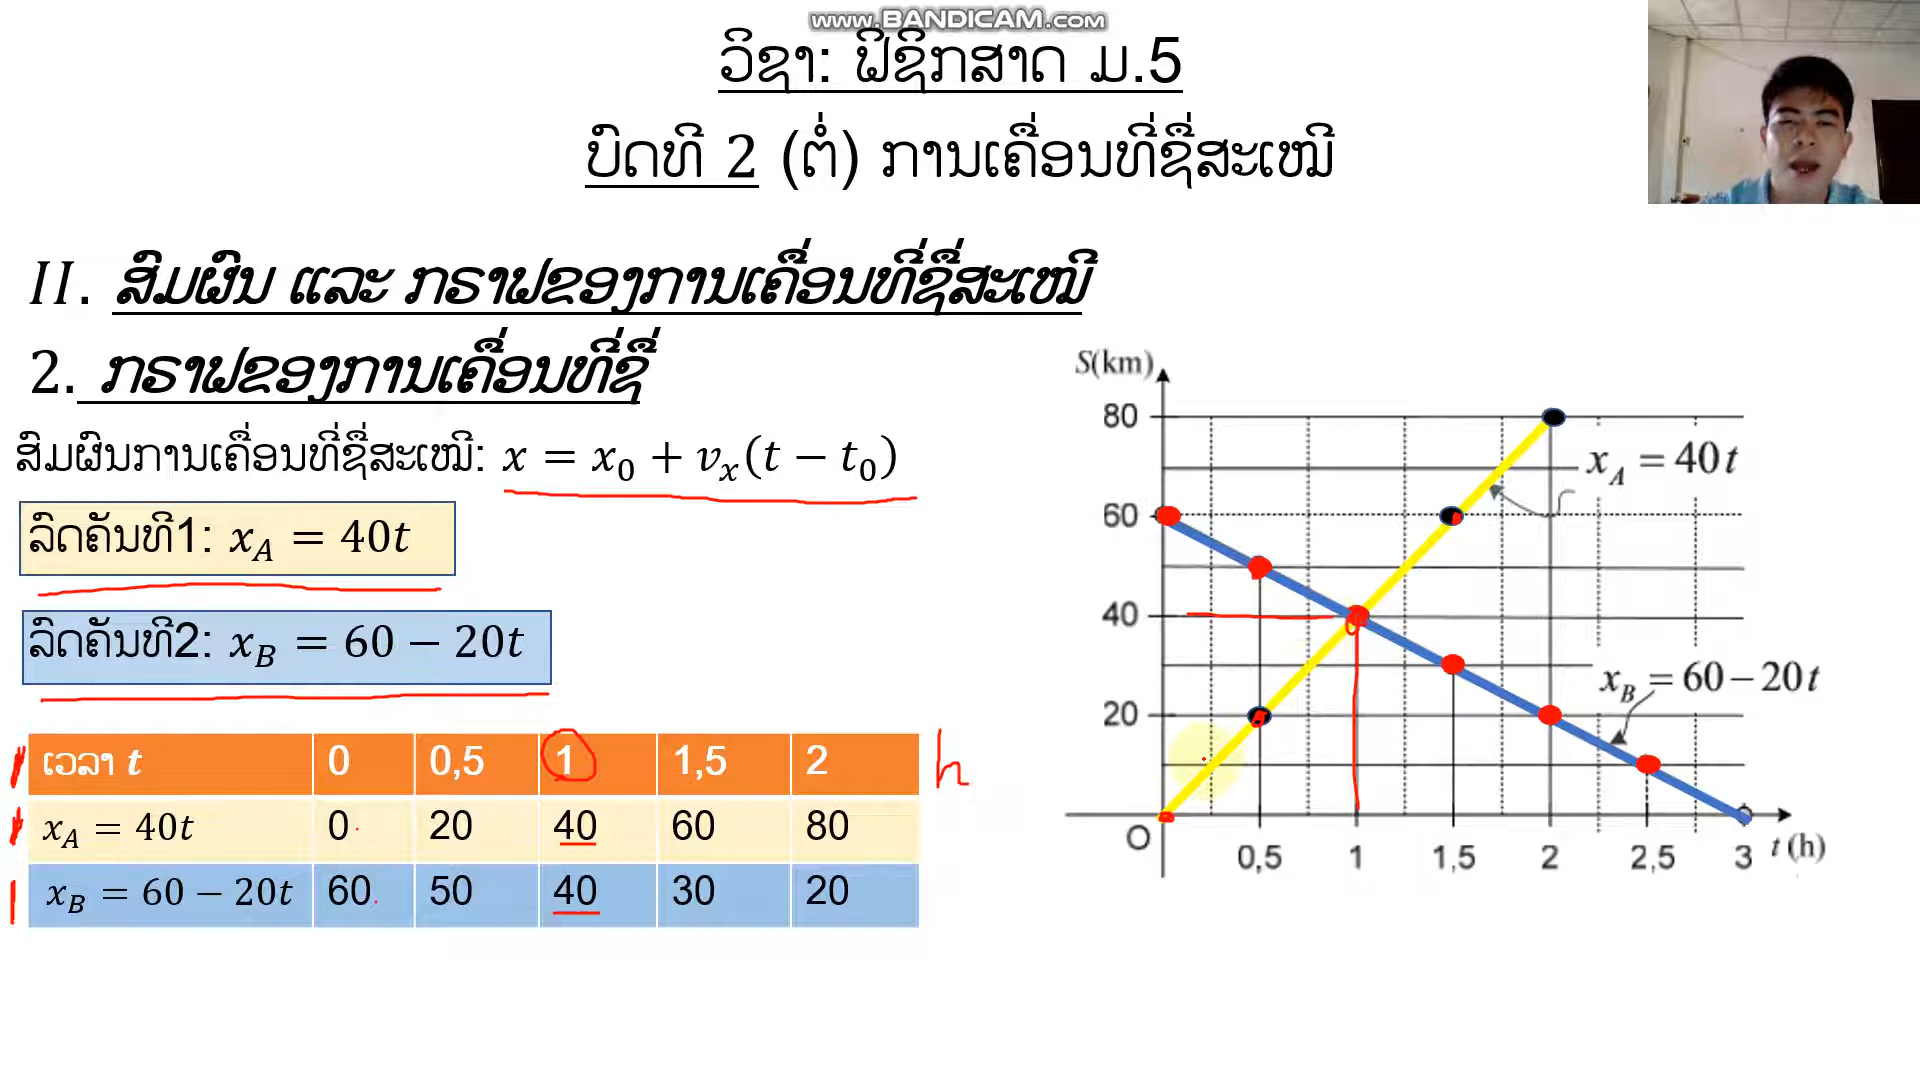 www.BANDICAM.com
ວິຊາ: ຟີຊິກສາດ ມ.5
ບົດທີ 2 (ຕໍ່) ການເຄື່ອນທີ່ຊື່ສະເໝີ
II. ສົມຜົນ ແລະ ກຣາຟຂອງການເຄື່ອນທີ່ຊື່ສະເໝີ
2. ກຣາຟຂອງການເຄື່ອນທີ່ຊື່
ສົມຜົນການເຄື່ອນທີ່ຊື່ສະເໝີ: x = x₀ + vₓ(t − t₀)
ລົດຄັນທີ1: x_A = 40t
ລົດຄັນທີ2: x_B = 60 − 20t
ເວລາ t 0 0,5 1 1,5 2 h
x_A = 40t 0 20 40 60 80
x_B = 60 − 20t 60 50 40 30 20
S(km)
80
x_A = 40t
60
40
x_B = 60 − 20t
20
O 0,5 1 1,5 2 2,5 3 t (h)